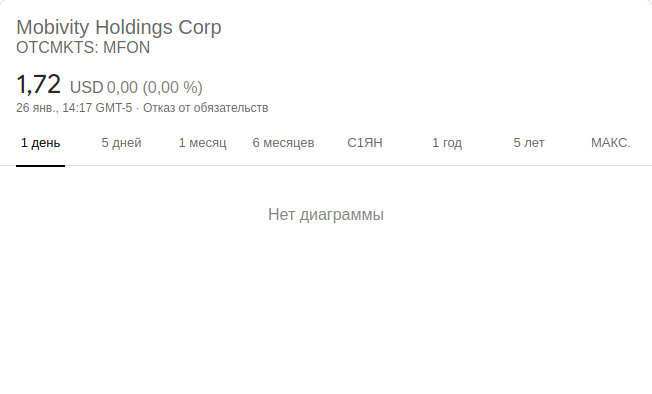 Mobivity Holdings Corp
OTCMKTS: MFON
1,72 USD 0,00 (0,00 %)
26 янв., 14:17 GMT-5 · Отказ от обязательств
1 день 5 дней 1 месяц 6 месяцев С1ЯН 1 год 5 лет МАКС.
Нет диаграммы